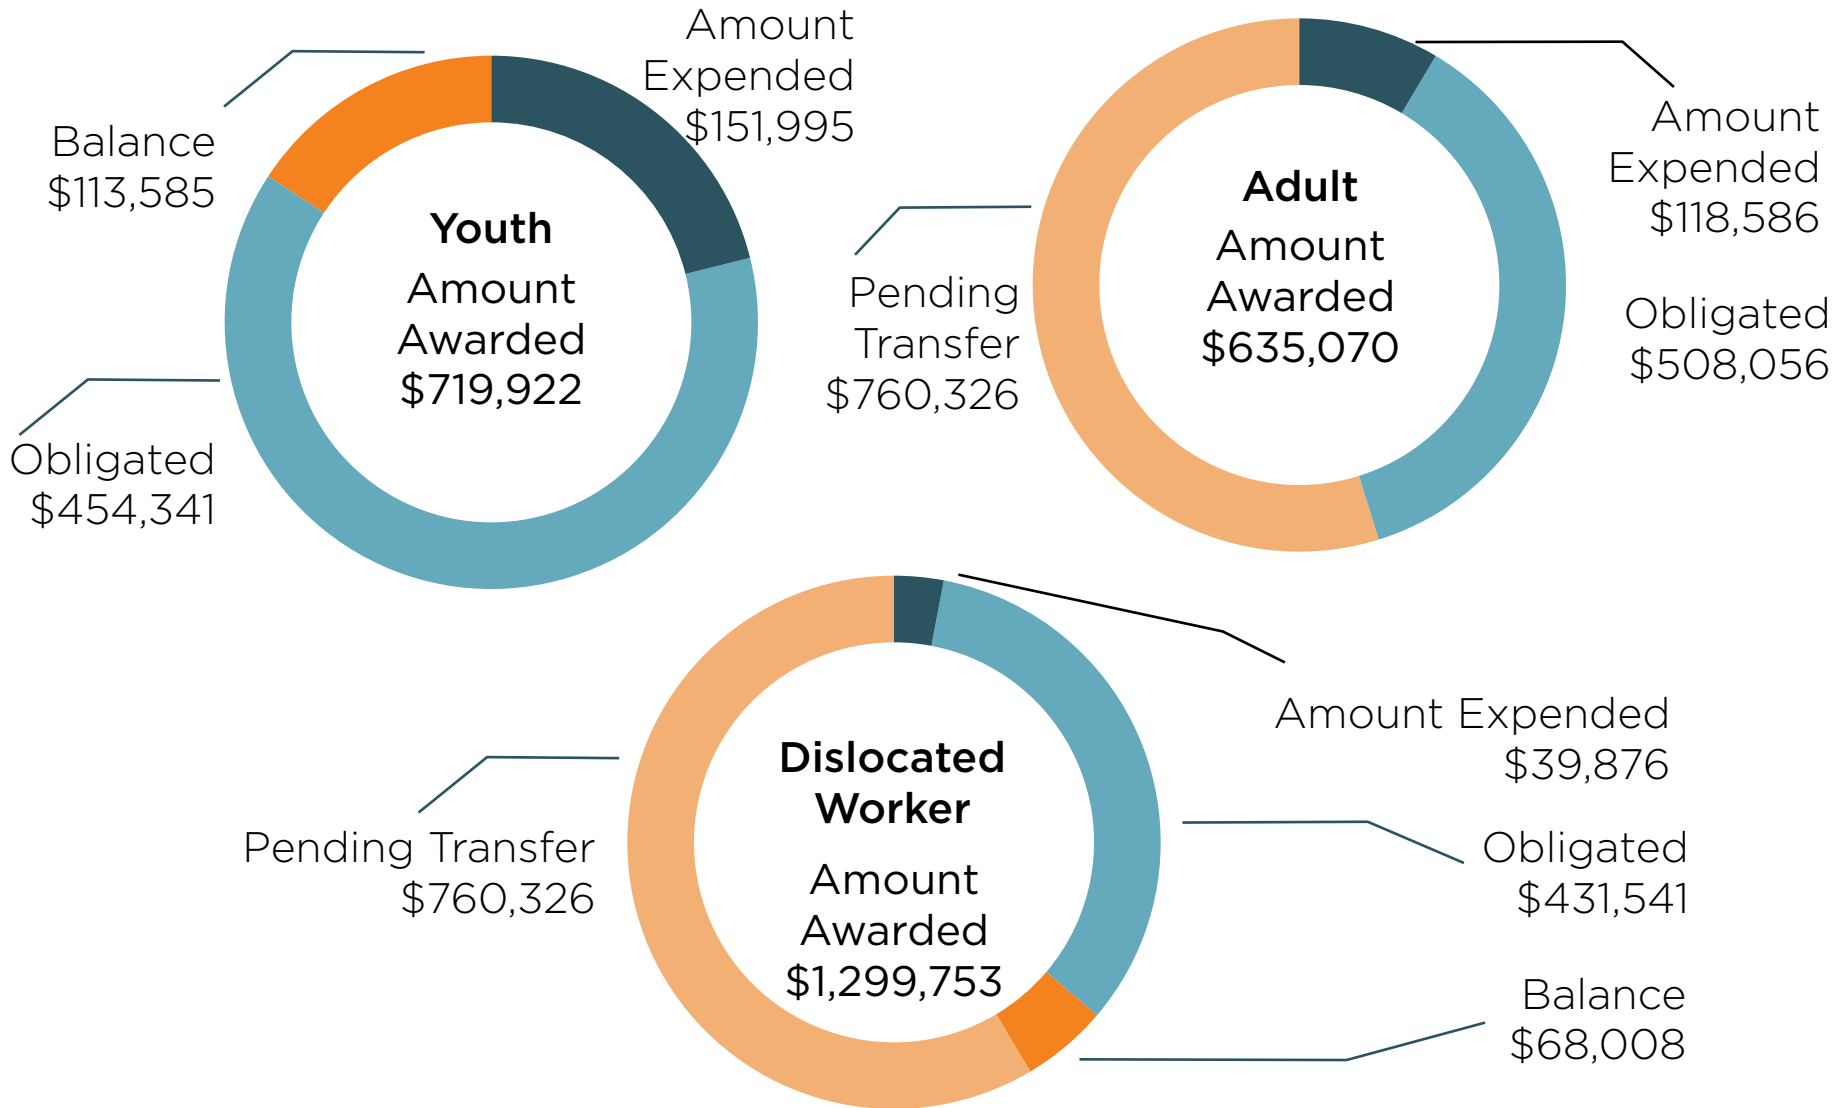 Amount
Expended
$151,995
Balance
$113,585
Youth
Amount
Awarded
$719,922
Obligated
$454,341
Amount
Expended
$118,586
Adult
Amount
Awarded
$635,070
Pending
Transfer
$760,326
Obligated
$508,056
Dislocated
Worker
Amount
Awarded
$1,299,753
Amount Expended
$39,876
Pending Transfer
$760,326
Obligated
$431,541
Balance
$68,008